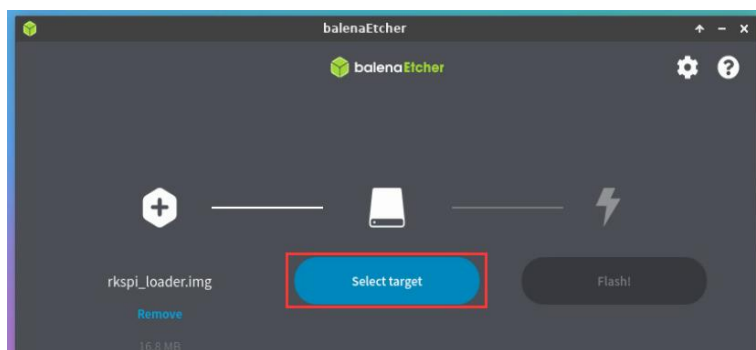 balenaEtcher
balenaEtcher
rkspi_loader.img
Select target
Flash!
Remove
16.8 MB